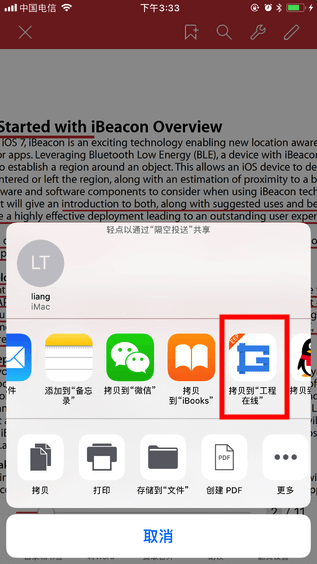 中国电信
下午3:33
Started with iBeacon Overview
iOS 7, iBeacon is an exciting technology enabling new location aware
or apps. Leveraging Bluetooth Low Energy (BLE), a device with iBeacon
to establish a region around an object. This allows an iOS device to de
ntered or left the region, along with an estimation of proximity to a b
ware and software components to consider when using iBeacon tech
t will give an introduction to both, along with suggested uses and be
e a highly effective deployment leading to an outstanding user exper
轻点以通过“隔空投送”共享
LT
liang
iMac
件
添加到“备忘
录”
拷贝到“微信”
拷贝
到“iBooks”
拷贝到“工程
在线”
拷贝
打印
存储到“文件”
PDF
创建 PDF
更多
2 / 11
取消